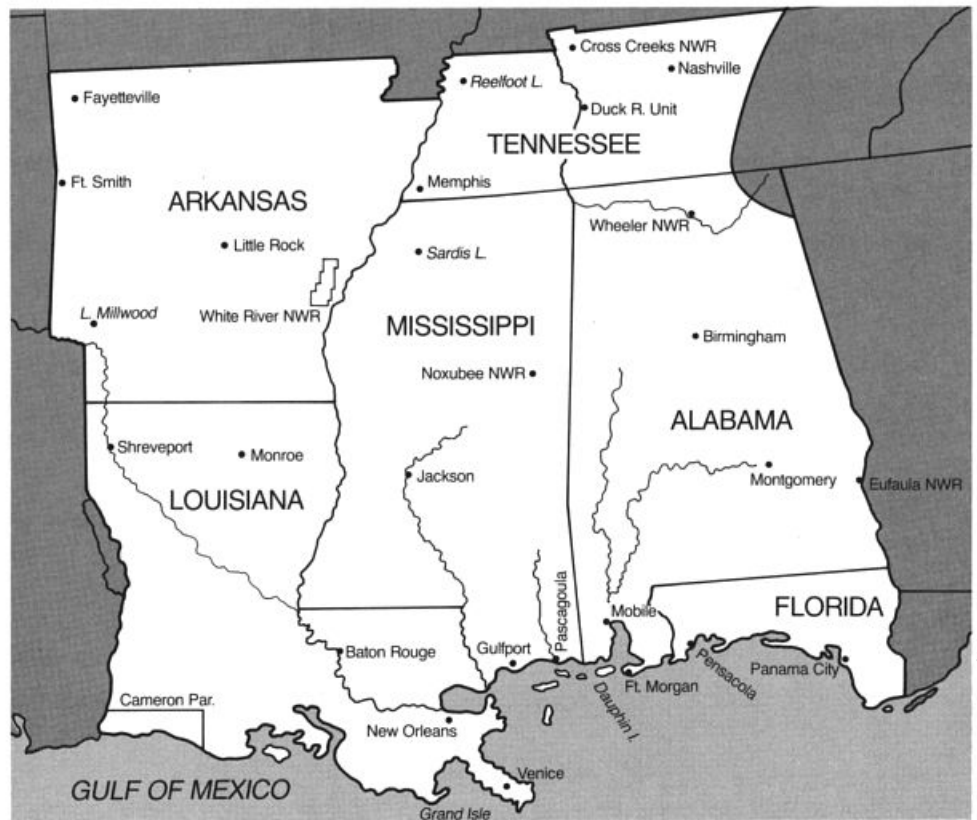 Cross Creeks NWR
Nashville
Reelfoot L.
Fayetteville
Duck R. Unit
TENNESSEE
Ft. Smith
Memphis
ARKANSAS
Wheeler NWR
Little Rock
Sardis L.
L. Millwood
White River NWR
MISSISSIPPI
Birmingham
Noxubee NWR
ALABAMA
Shreveport
Monroe
Jackson
Montgomery
Eufaula NWR
LOUISIANA
Pascagoula
Mobile
FLORIDA
Baton Rouge
Gulfport
Pensacola
Panama City
Dauphin I.
Ft. Morgan
Cameron Par.
New Orleans
Venice
GULF OF MEXICO
Grand Isle